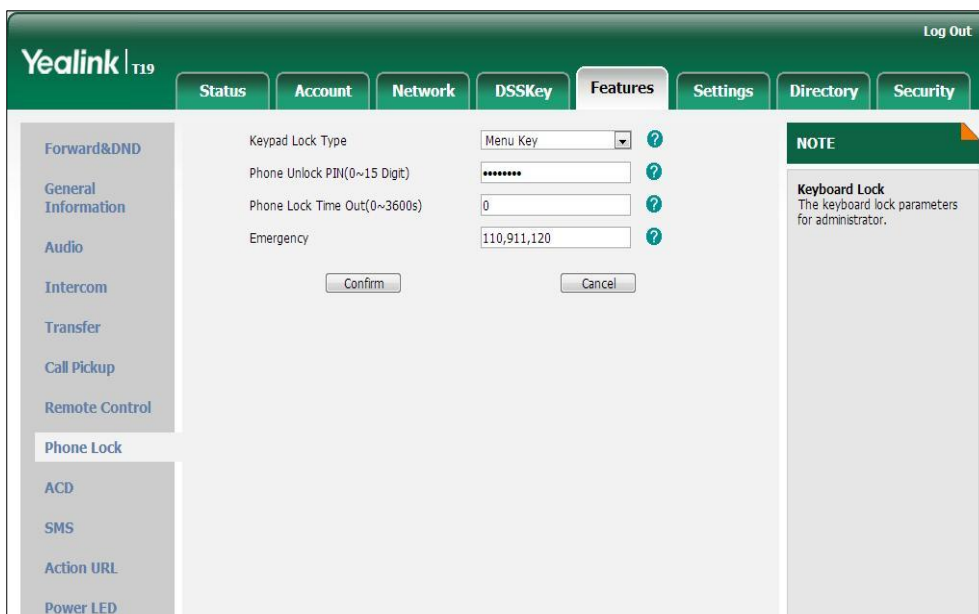 Log Out
Yealink T19
Status Account Network DSSKey Features Settings Directory Security
Forward&DND
General
Information
Audio
Intercom
Transfer
Call Pickup
Remote Control
Phone Lock
ACD
SMS
Action URL
Power LED
Keypad Lock Type Menu Key ?
Phone Unlock PIN(0~15 Digit) •••••••• ?
Phone Lock Time Out(0~3600s) 0 ?
Emergency 110,911,120 ?
Confirm Cancel
NOTE
Keyboard Lock
The keyboard lock parameters
for administrator.